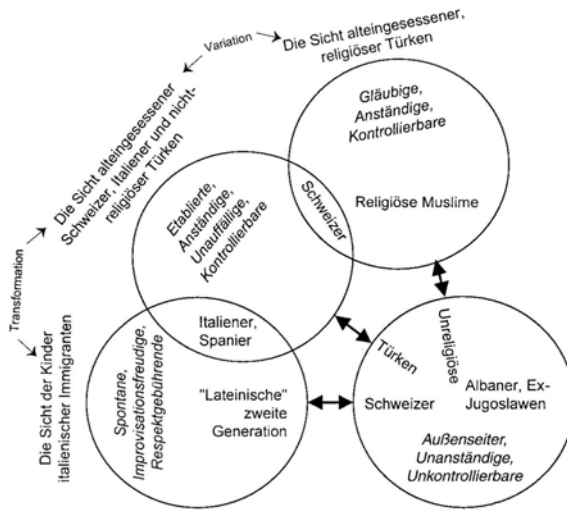 Variation
Die Sicht alteingesessener,
religiöser Türken
Die Sicht alteingesessener
Schweizer, Italiener und nicht-
religiöser Türken
Transformation
Die Sicht der Kinder
italienischer Immigranten
Gläubige,
Anständige,
Kontrollierbare
Religiöse Muslime
Schweizer
Etablierte,
Anständige,
Unauffällige,
Kontrollierbare
Italiener,
Spanier
Spontane,
Improvisationsfreudige,
Respektgebührende
"Lateinische"
zweite
Generation
Türken
Unreligiöse
Schweizer
Albaner, Ex-
Jugoslawen
Außenseiter,
Unanständige,
Unkontrollierbare